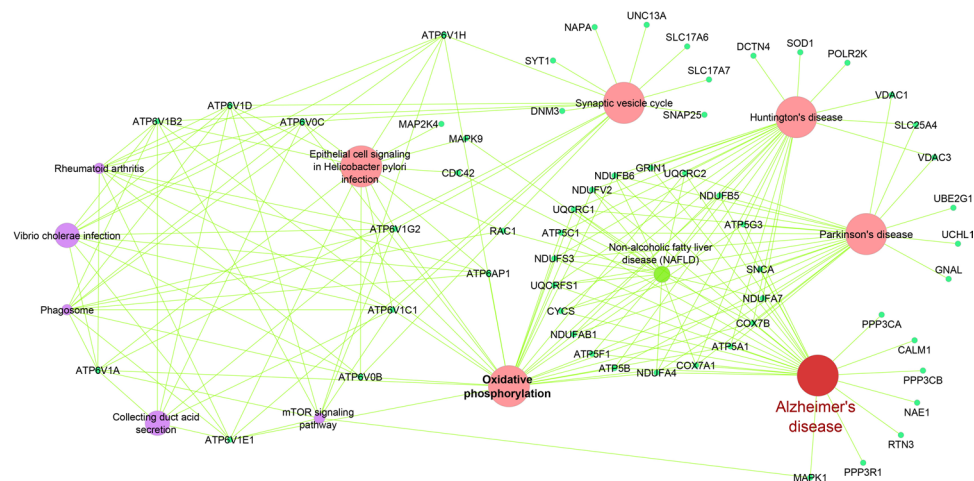 UNC13A
NAPA
SLC17A6
SOD1
DCTN4
POLR2K
ATP6V1H
SYT1
SLC17A7
VDAC1
Synaptic vesicle cycle
ATP6V1D
DNM3
SNAP25
Huntington's disease
ATP6V1B2
ATP6V0C
MAP2K4
SLC25A4
MAPK9
Epithelial cell signaling
in Helicobacter pylori
infection
VDAC3
Rheumatoid arthritis
CDC42
GRIN1
NDUFB6
UQCRC2
NDUFV2
NDUFB5
UBE2G1
UQCRC1
ATP5G3
ATP6V1G2
RAC1
ATP5C1
Vibrio cholerae infection
Parkinson's disease
UCHL1
Non-alcoholic fatty liver
disease (NAFLD)
NDUFS3
ATP6AP1
SNCA
GNAL
UQCRFS1
NDUFA7
Phagosome
ATP6V1C1
CYCS
COX7B
PPP3CA
NDUFAB1
CALM1
ATP5F1
ATP5A1
ATP6V1A
ATP6V0B
ATP5B
NDUFA4
COX7A1
PPP3CB
Oxidative
phosphorylation
NAE1
Alzheimer's
disease
Collecting duct acid
secretion
mTOR signaling
pathway
ATP6V1E1
RTN3
PPP3R1
MAPK1